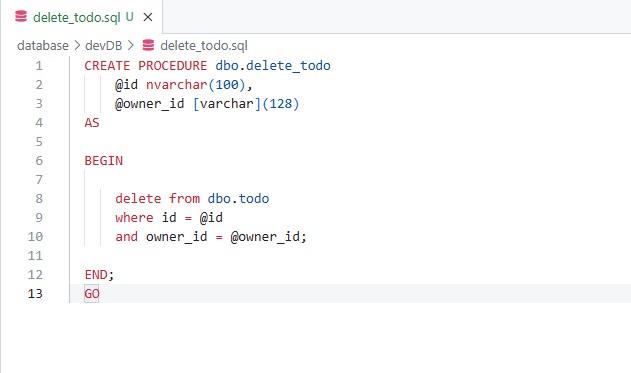 delete_todo.sql U ×
database > devDB > delete_todo.sql
1 CREATE PROCEDURE dbo.delete_todo
2 @id nvarchar(100),
3 @owner_id [varchar](128)
4 AS
5
6 BEGIN
7
8 delete from dbo.todo
9 where id = @id
10 and owner_id = @owner_id;
11
12 END;
13 GO